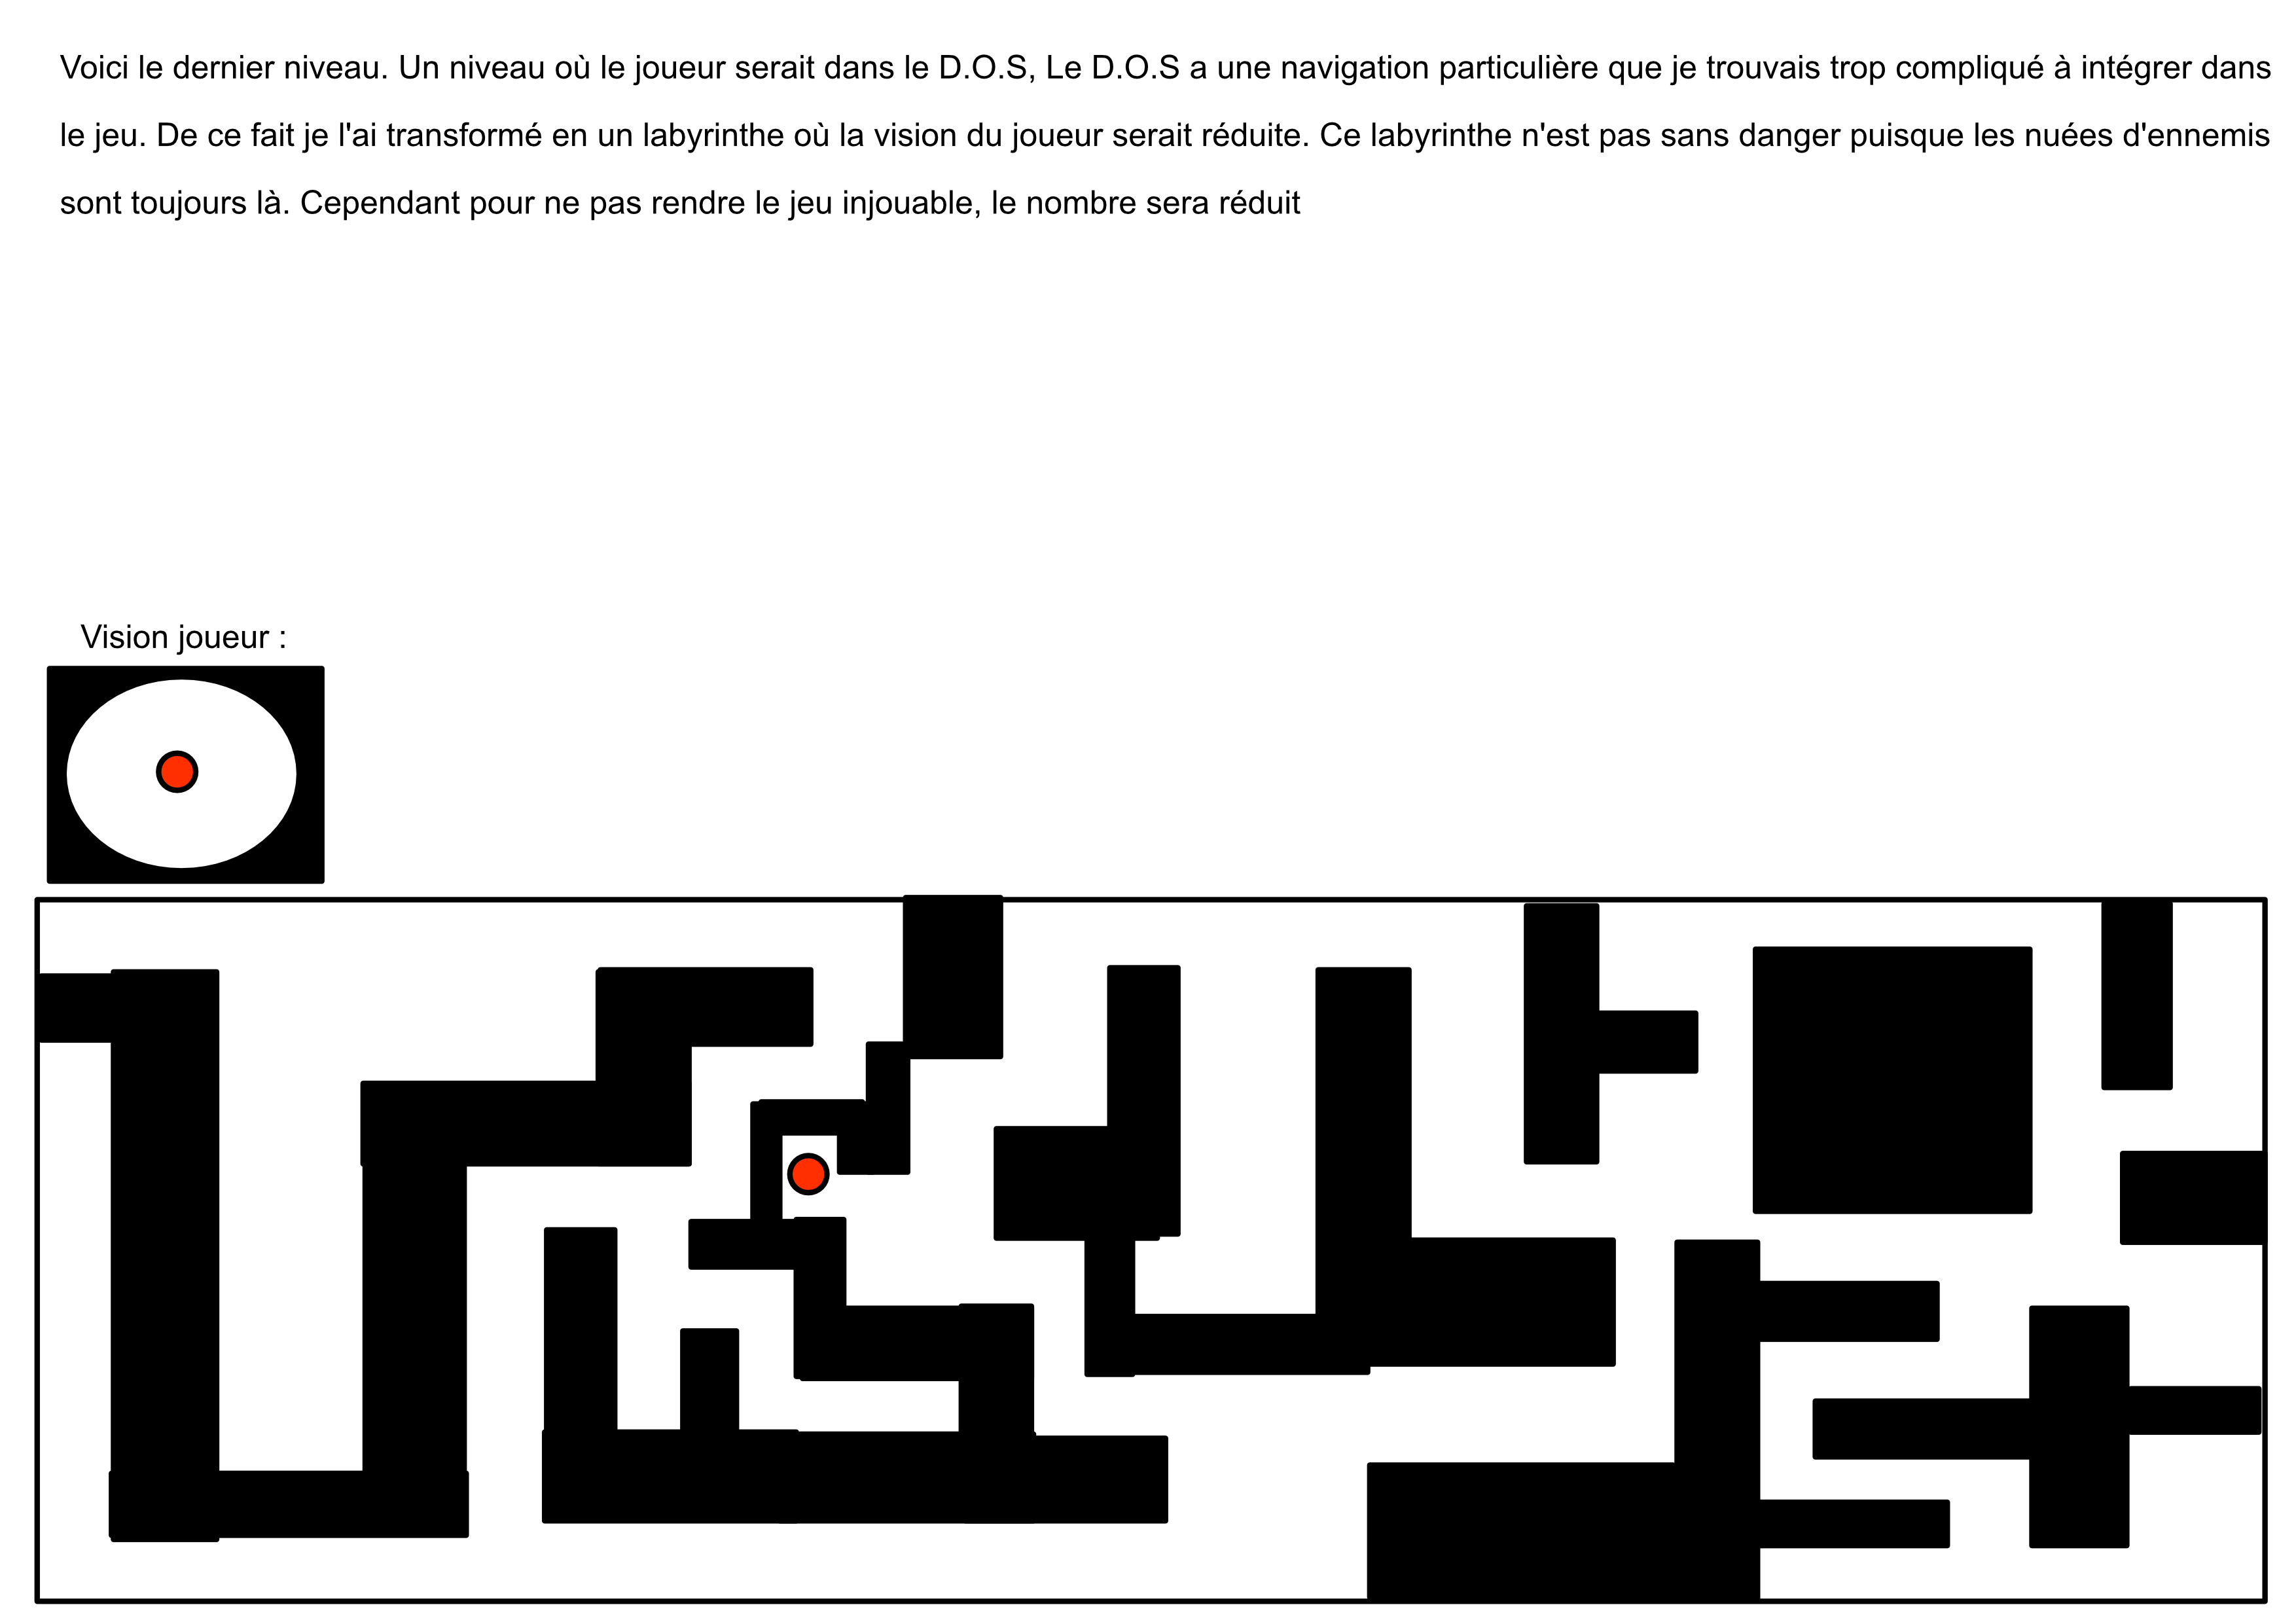 Voici le dernier niveau. Un niveau où le joueur serait dans le D.O.S, Le D.O.S a une navigation particulière que je trouvais trop compliqué à intégrer dans
le jeu. De ce fait je l'ai transformé en un labyrinthe où la vision du joueur serait réduite. Ce labyrinthe n'est pas sans danger puisque les nuées d'ennemis
sont toujours là. Cependant pour ne pas rendre le jeu injouable, le nombre sera réduit
Vision joueur :